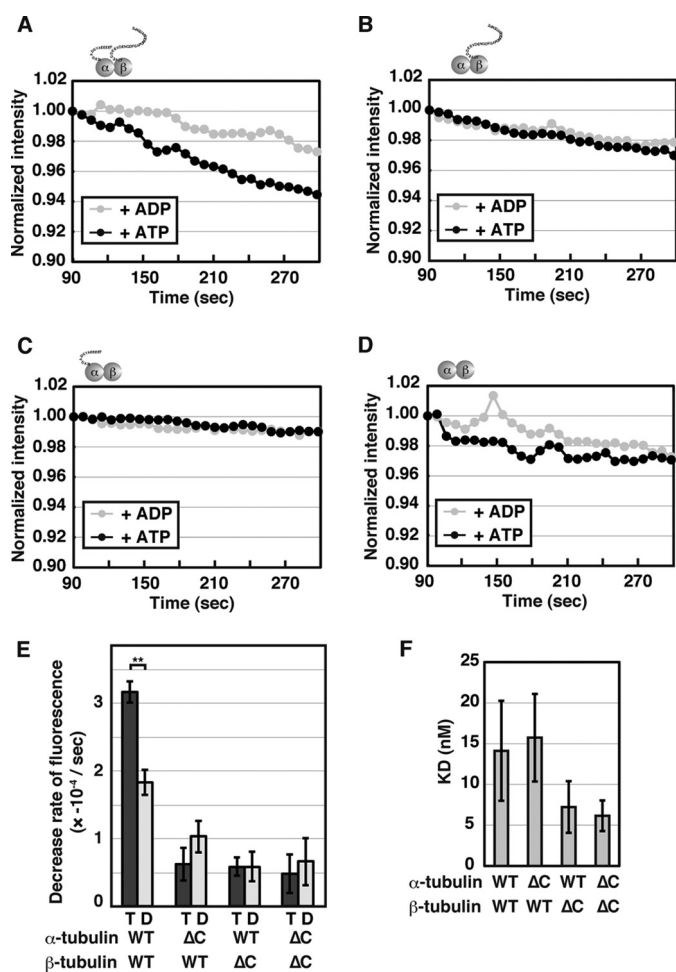 A
α β
1.02
1.00
0.98
0.96
0.94
0.92
0.90
Normalized intensity
+ ADP
+ ATP
90 150 210 270
Time (sec)
B
α β
1.02
1.00
0.98
0.96
0.94
0.92
0.90
Normalized intensity
+ ADP
+ ATP
90 150 210 270
Time (sec)
C
α β
1.02
1.00
0.98
0.96
0.94
0.92
0.90
Normalized intensity
+ ADP
+ ATP
90 150 210 270
Time (sec)
D
α β
1.02
1.00
0.98
0.96
0.94
0.92
0.90
Normalized intensity
+ ADP
+ ATP
90 150 210 270
Time (sec)
E
Decrease rate of fluorescence
(× -10⁻⁴ / sec)
3
2
1
0
**
T D T D T D T D
α-tubulin WT ΔC WT ΔC
β-tubulin WT WT ΔC ΔC
F
KD (nM)
25
20
15
10
5
0
α-tubulin WT ΔC WT ΔC
β-tubulin WT WT ΔC ΔC